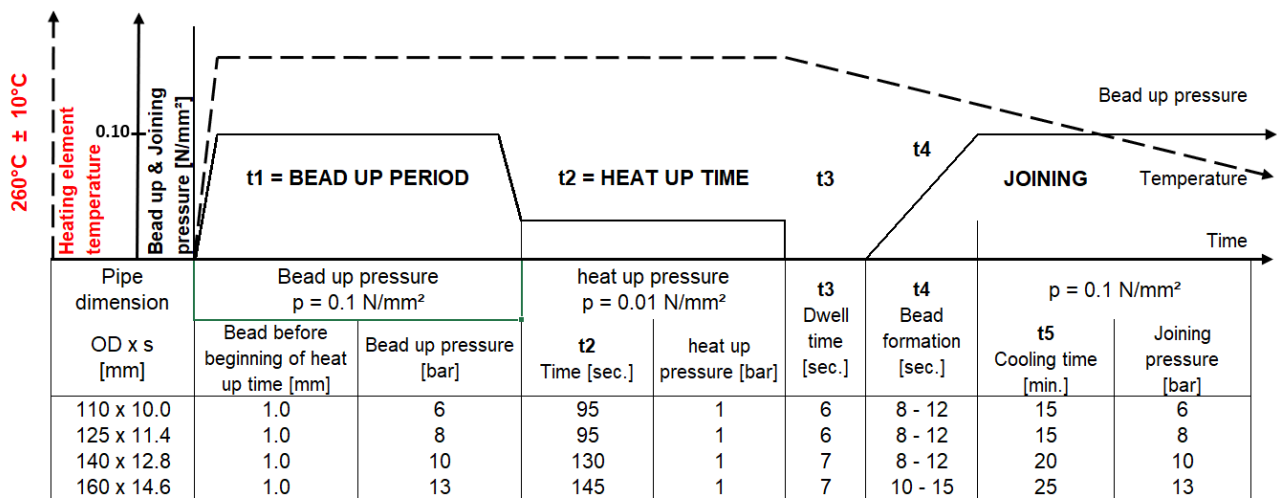 260°C ± 10°C
Heating element
temperature
Bead up & Joining
pressure [N/mm²]
0.10
Bead up pressure
t4
t1 = BEAD UP PERIOD
t2 = HEAT UP TIME
t3
JOINING
Temperature
Time
Pipe
dimension
OD x s
[mm]
Bead up pressure
p = 0.1 N/mm²
Bead before
beginning of heat
up time [mm]
Bead up pressure
[bar]
heat up pressure
p = 0.01 N/mm²
t2
Time [sec.]
heat up
pressure [bar]
t3
Dwell
time
[sec.]
t4
Bead
formation
[sec.]
p = 0.1 N/mm²
t5
Cooling time
[min.]
Joining
pressure
[bar]
110 x 10.0 1.0 6 95 1 6 8 - 12 15 6
125 x 11.4 1.0 8 95 1 6 8 - 12 15 8
140 x 12.8 1.0 10 130 1 7 8 - 12 20 10
160 x 14.6 1.0 13 145 1 7 10 - 15 25 13